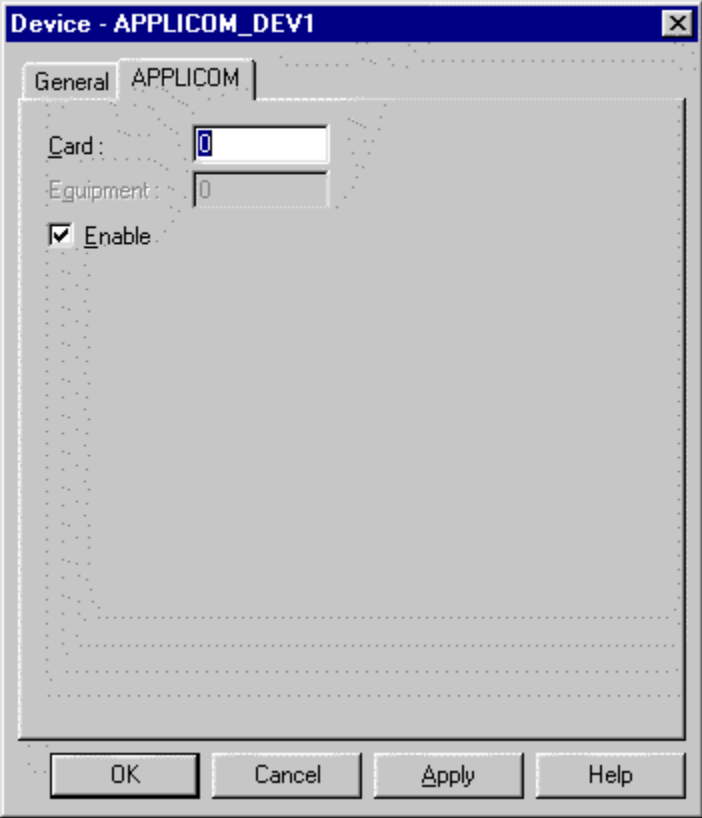 Device - APPLICOM_DEV1
General APPLICOM
Card : 0
Equipment : 0
Enable
OK Cancel Apply Help